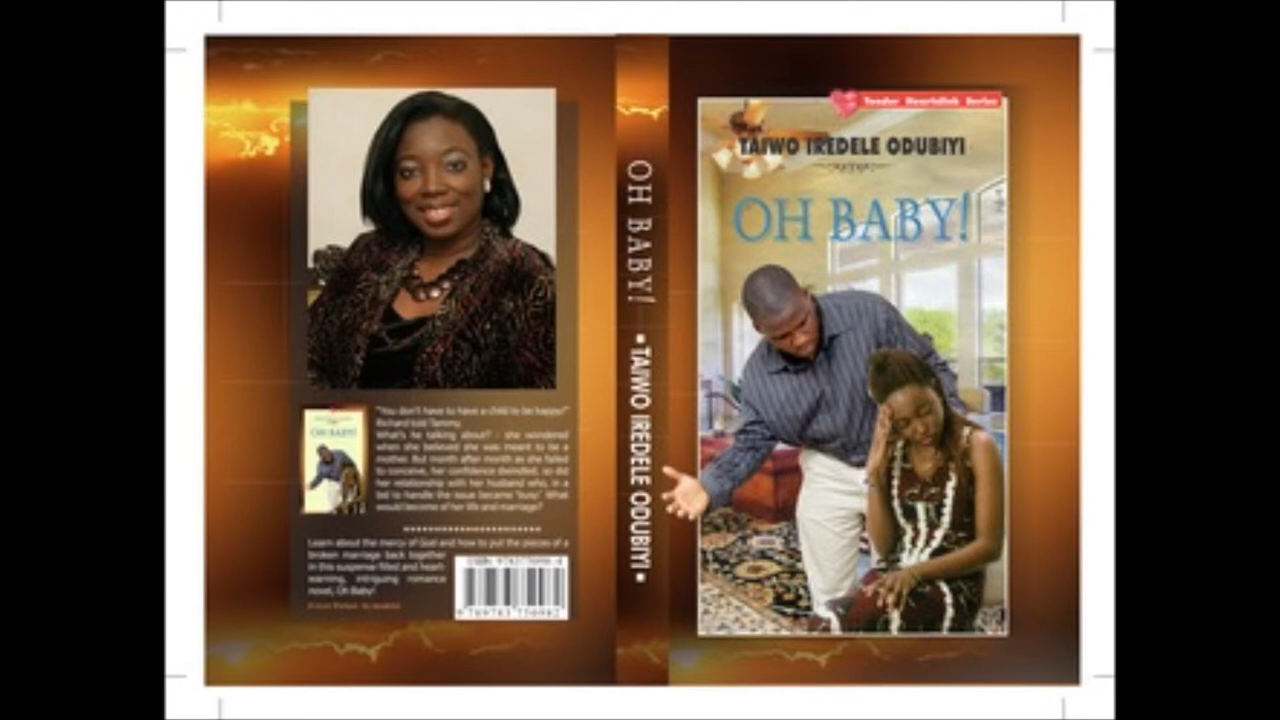 "You don't have to have a child to be happy!"
Richard told Tammy.
What's he talking about? - she wondered
when she believed she was meant to be a
mother. But month after month as she failed
to conceive, her confidence dwindled, so did
her relationship with her husband who, in a
bid to handle the issue became 'busy.' What
would become of her life and marriage?
Learn about the mercy of God and how to put the pieces of a
broken marriage back together
in this suspense filled and heart-
warming, intriguing romance
novel, Oh Baby!
OH BABY!
OH BABY!
TAIWO IREDELE ODUBIYI
Tender Heartslink Series
TAIWO IREDELE ODUBIYI
OH BABY!